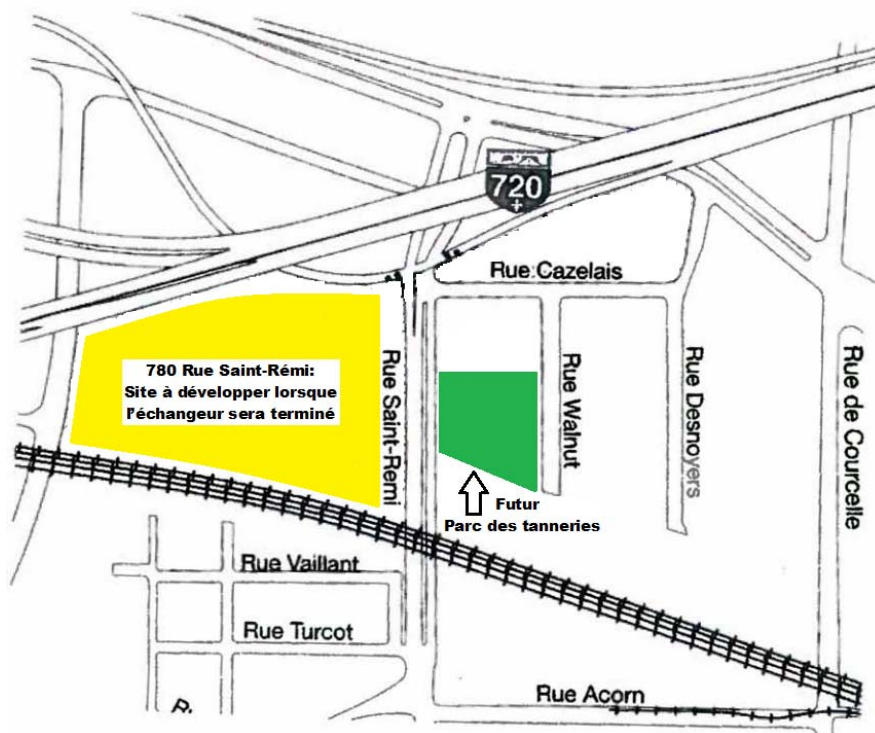 720
Rue Cazelais
780 Rue Saint-Rémi:
Site à développer lorsque
l'échangeur sera terminé
Rue Saint-Remi
Rue Walnut
Rue Desnoyers
Rue de Courcelle
Futur
Parc des tanneries
Rue Vaillant
Rue Turcot
Rue Acorn